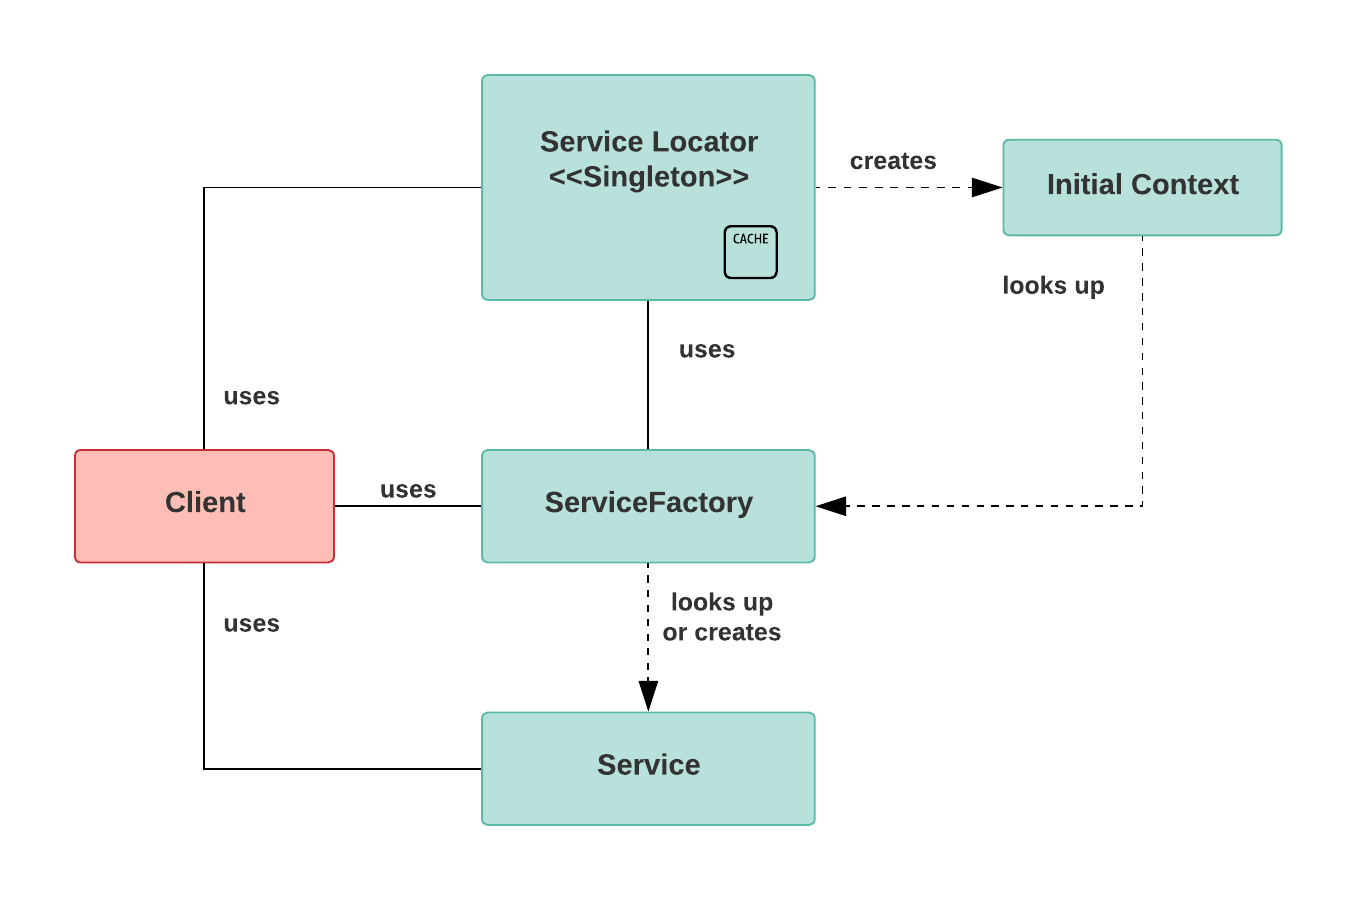 Service Locator
<<Singleton>>
CACHE
creates
Initial Context
looks up
uses
uses
Client
uses
ServiceFactory
looks up
or creates
uses
Service